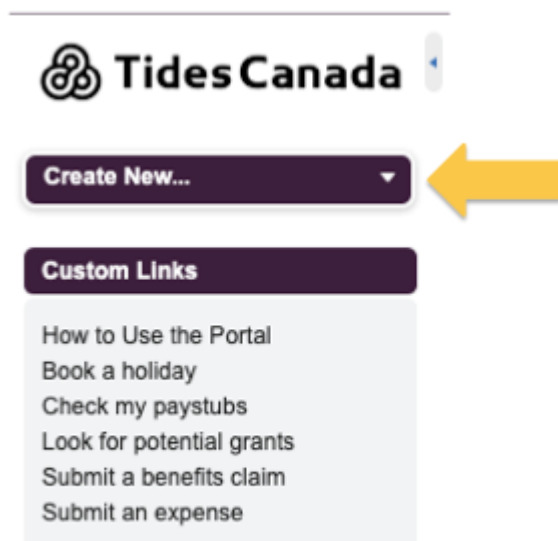 Tides Canada
Create New...
Custom Links
How to Use the Portal
Book a holiday
Check my paystubs
Look for potential grants
Submit a benefits claim
Submit an expense